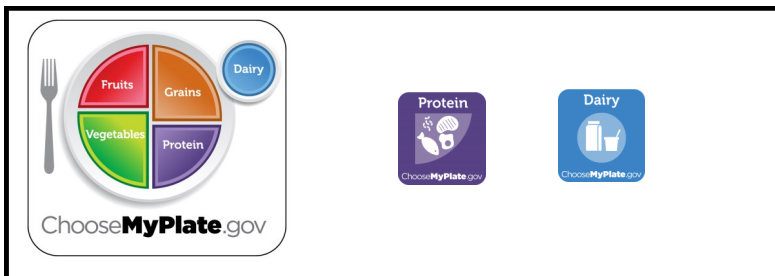 Fruits
Grains
Dairy
Vegetables
Protein
ChooseMyPlate.gov
Protein
ChooseMyPlate.gov
Dairy
ChooseMyPlate.gov